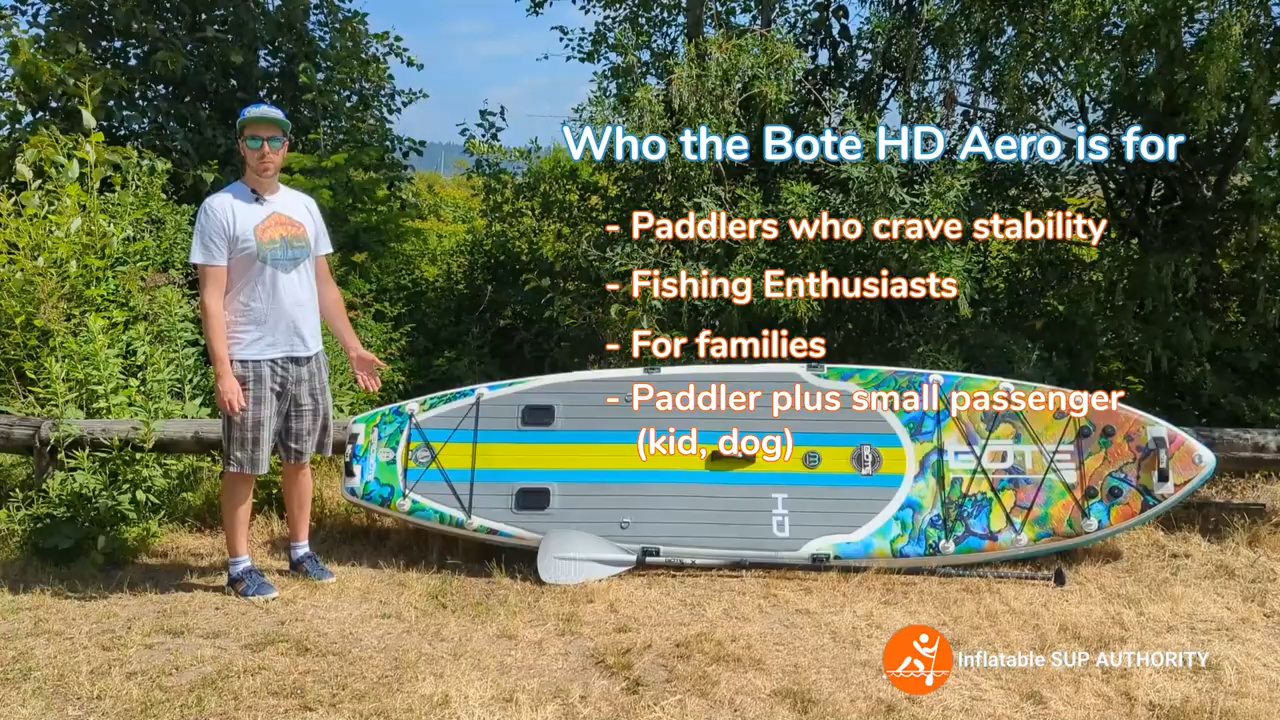 Who the Bote HD Aero is for
- Paddlers who crave stability
- Fishing Enthusiasts
- For families
- Paddler plus small passenger
(kid, dog)
BOTE
HD
Inflatable SUP AUTHORITY